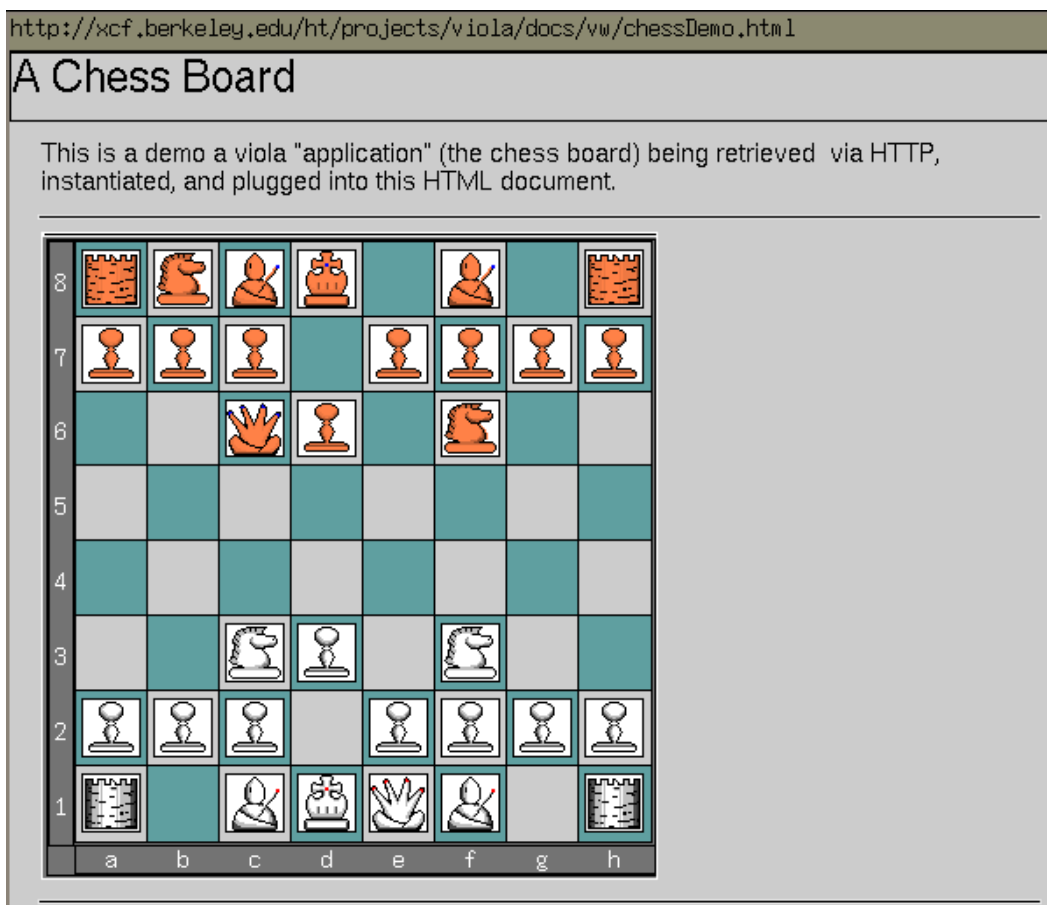 http://xcf.berkeley.edu/ht/projects/viola/docs/vw/chessDemo.html
A Chess Board
This is a demo a viola "application" (the chess board) being retrieved  via HTTP,
instantiated, and plugged into this HTML document.
8
7
6
5
4
3
2
1
a b c d e f g h